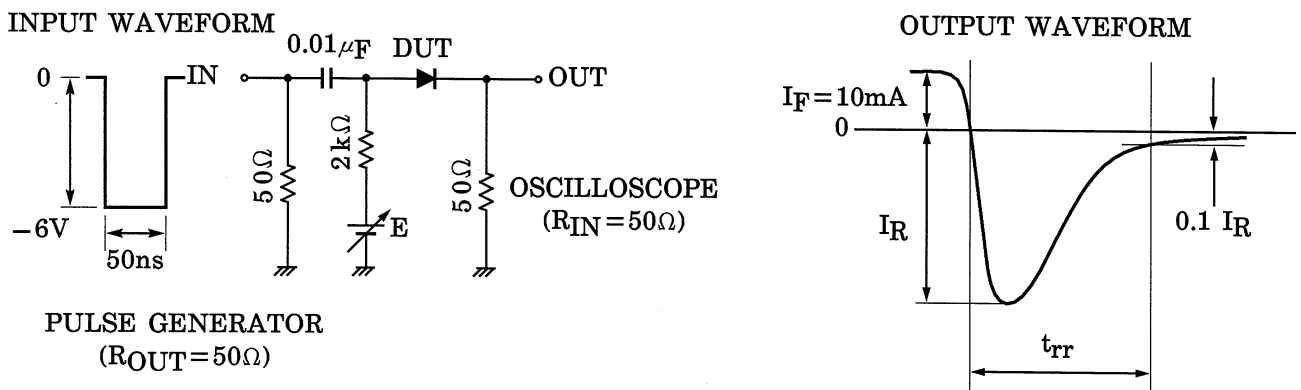 INPUT WAVEFORM
0
-6V
50ns
IN
0.01μF
DUT
OUT
50Ω
2kΩ
E
50Ω
OSCILLOSCOPE
(RIN=50Ω)
PULSE GENERATOR
(ROUT=50Ω)
OUTPUT WAVEFORM
IF=10mA
0
IR
0.1 IR
trr